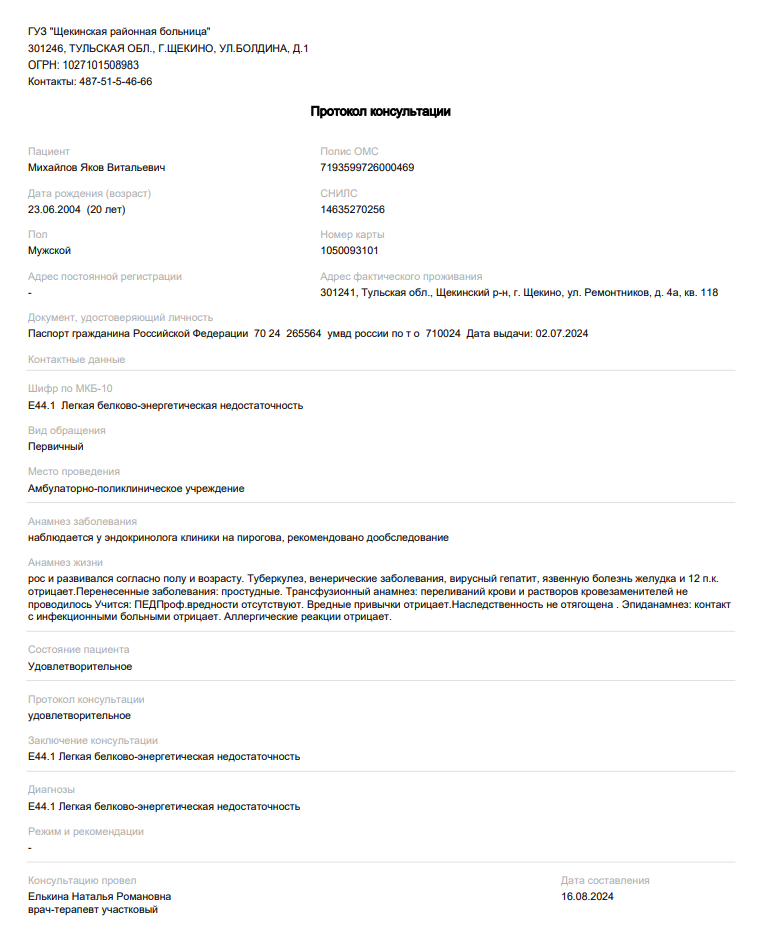 ГУЗ "Щекинская районная больница"
301246, ТУЛЬСКАЯ ОБЛ., Г.ЩЕКИНО, УЛ.БОЛДИНА, Д.1
ОГРН: 1027101508983
Контакты: 487-51-5-46-66
Протокол консультации
Пациент
Михайлов Яков Витальевич
Полис ОМС
7193599726000469
Дата рождения (возраст)
23.06.2004 (20 лет)
СНИЛС
14635270256
Пол
Мужской
Номер карты
1050093101
Адрес постоянной регистрации
-
Адрес фактического проживания
301241, Тульская обл., Щекинский р-н, г. Щекино, ул. Ремонтников, д. 4а, кв. 118
Документ, удостоверяющий личность
Паспорт гражданина Российской Федерации 70 24 265564 умвд россии по т о 710024 Дата выдачи: 02.07.2024
Контактные данные
Шифр по МКБ-10
E44.1 Легкая белково-энергетическая недостаточность
Вид обращения
Первичный
Место проведения
Амбулаторно-поликлиническое учреждение
Анамнез заболевания
наблюдается у эндокринолога клиники на пирогова, рекомендовано дообследование
Анамнез жизни
рос и развивался согласно полу и возрасту. Туберкулез, венерические заболевания, вирусный гепатит, язвенную болезнь желудка и 12 п.к.
отрицает.Перенесенные заболевания: простудные. Трансфузионный анамнез: переливаний крови и растворов кровезаменителей не
проводилось Учится: ПЕДПроф.вредности отсутствуют. Вредные привычки отрицает.Наследственность не отягощена . Эпиданамнез: контакт
с инфекционными больными отрицает. Аллергические реакции отрицает.
Состояние пациента
Удовлетворительное
Протокол консультации
удовлетворительное
Заключение консультации
E44.1 Легкая белково-энергетическая недостаточность
Диагнозы
E44.1 Легкая белково-энергетическая недостаточность
Режим и рекомендации
-
Консультацию провел
Елькина Наталья Романовна
врач-терапевт участковый
Дата составления
16.08.2024